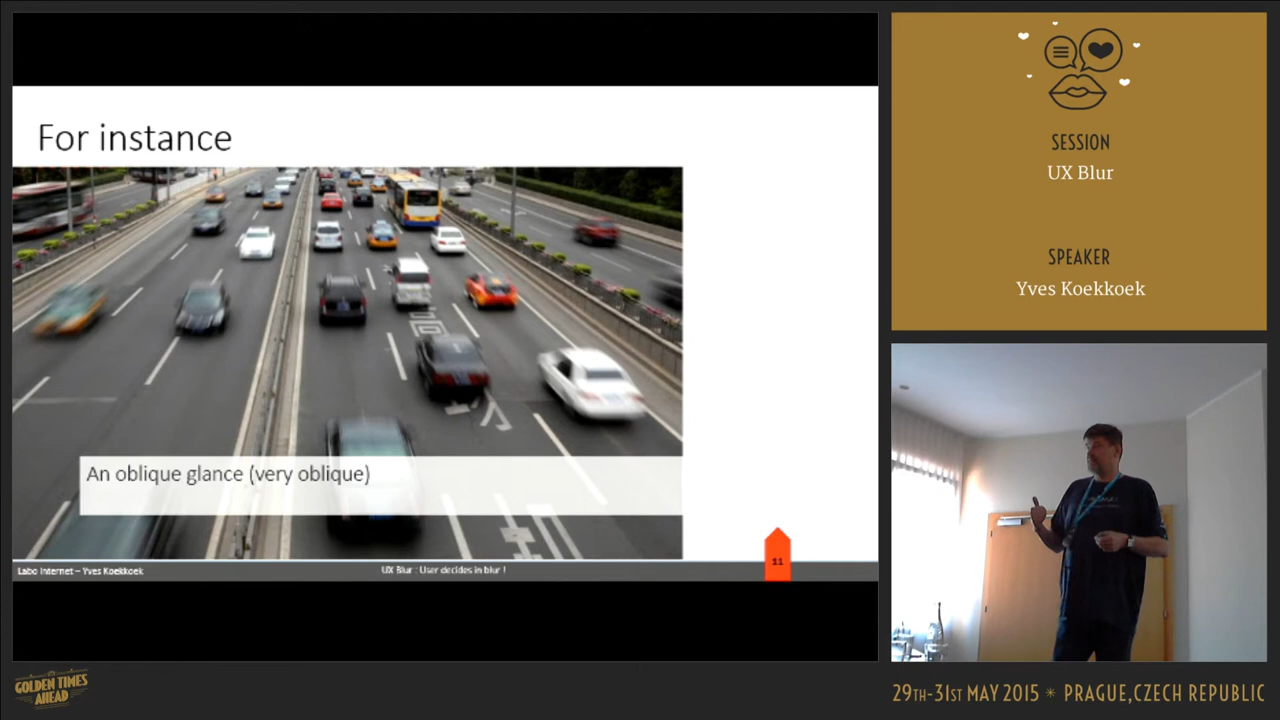 For instance
An oblique glance (very oblique)
Labo Internet – Yves Koekkoek
UX Blur : User decides in blur !
11
SESSION
UX Blur
SPEAKER
Yves Koekkoek
GOLDEN TIMES
AHEAD
29TH-31ST MAY 2015 * PRAGUE,CZECH REPUBLIC